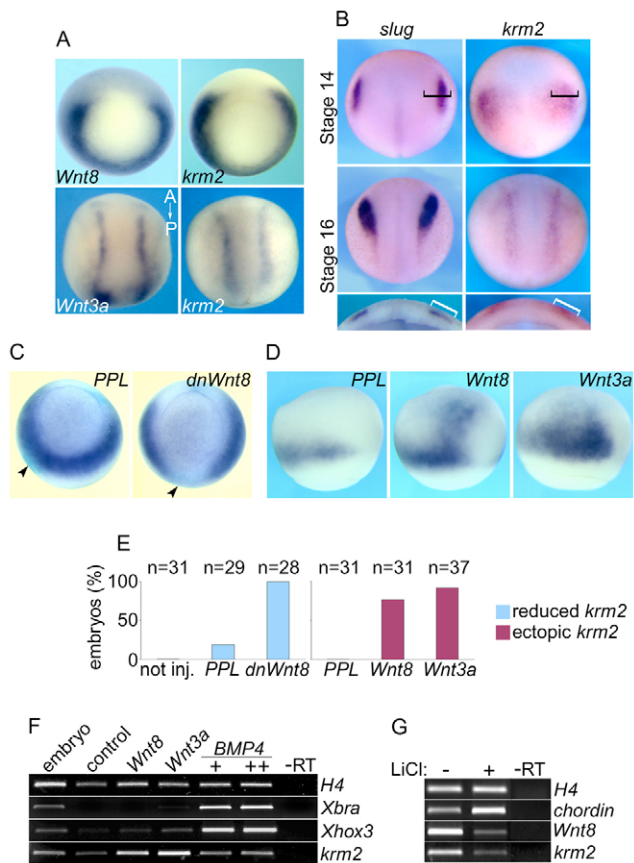 A
B
slug krm2
Wnt8 krm2
A
P
Wnt3a krm2
Stage 14
Stage 16
C
D
PPL dnWnt8
PPL Wnt8 Wnt3a
E
n=31 n=29 n=28 n=31 n=31 n=37
embryos (%)
100
50
0
not inj. PPL dnWnt8 PPL Wnt8 Wnt3a
reduced krm2
ectopic krm2
F
embryo control Wnt8 Wnt3a BMP4 -RT
+ ++
H4
Xbra
Xhox3
krm2
G
LiCl: - + -RT
H4
chordin
Wnt8
krm2